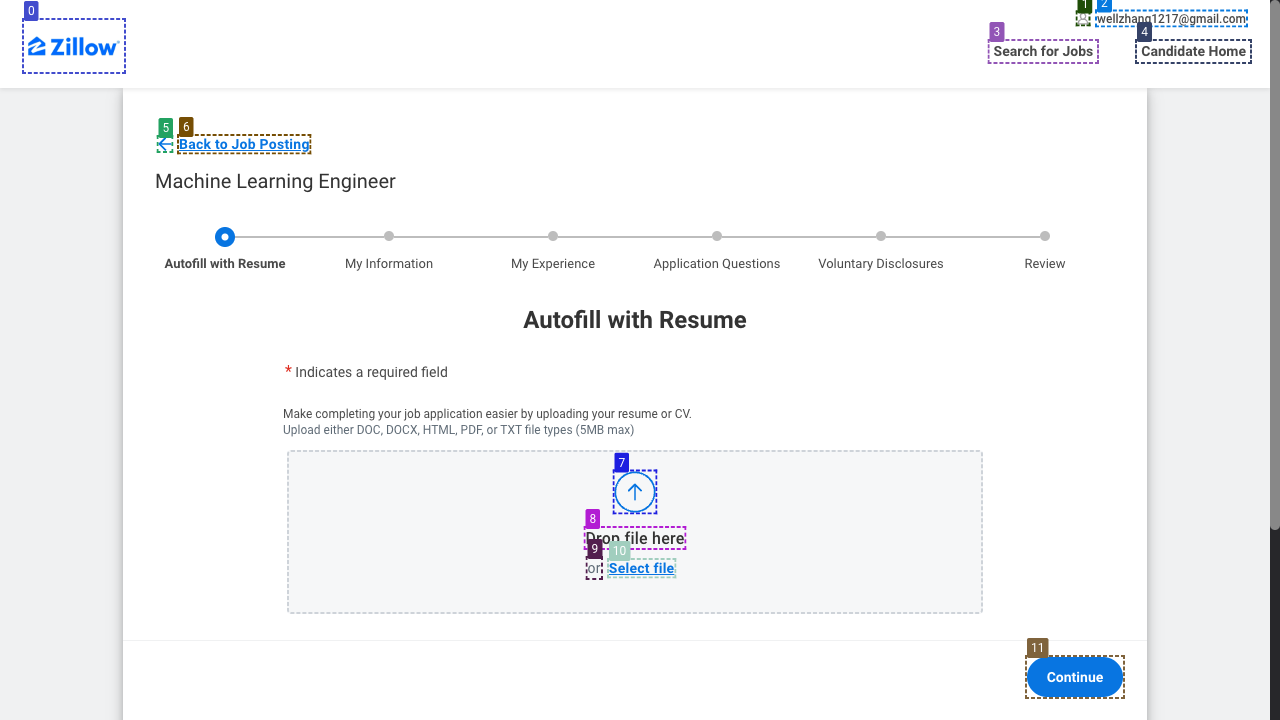 0
1
2
Zillow
wellzhang1217@gmail.com
3
4
Search for Jobs
Candidate Home
5
6
Back to Job Posting
Machine Learning Engineer
Autofill with Resume
My Information
My Experience
Application Questions
Voluntary Disclosures
Review
Autofill with Resume
* Indicates a required field
Make completing your job application easier by uploading your resume or CV.
Upload either DOC, DOCX, HTML, PDF, or TXT file types (5MB max)
7
8
Drop file here
9
10
or Select file
11
Continue